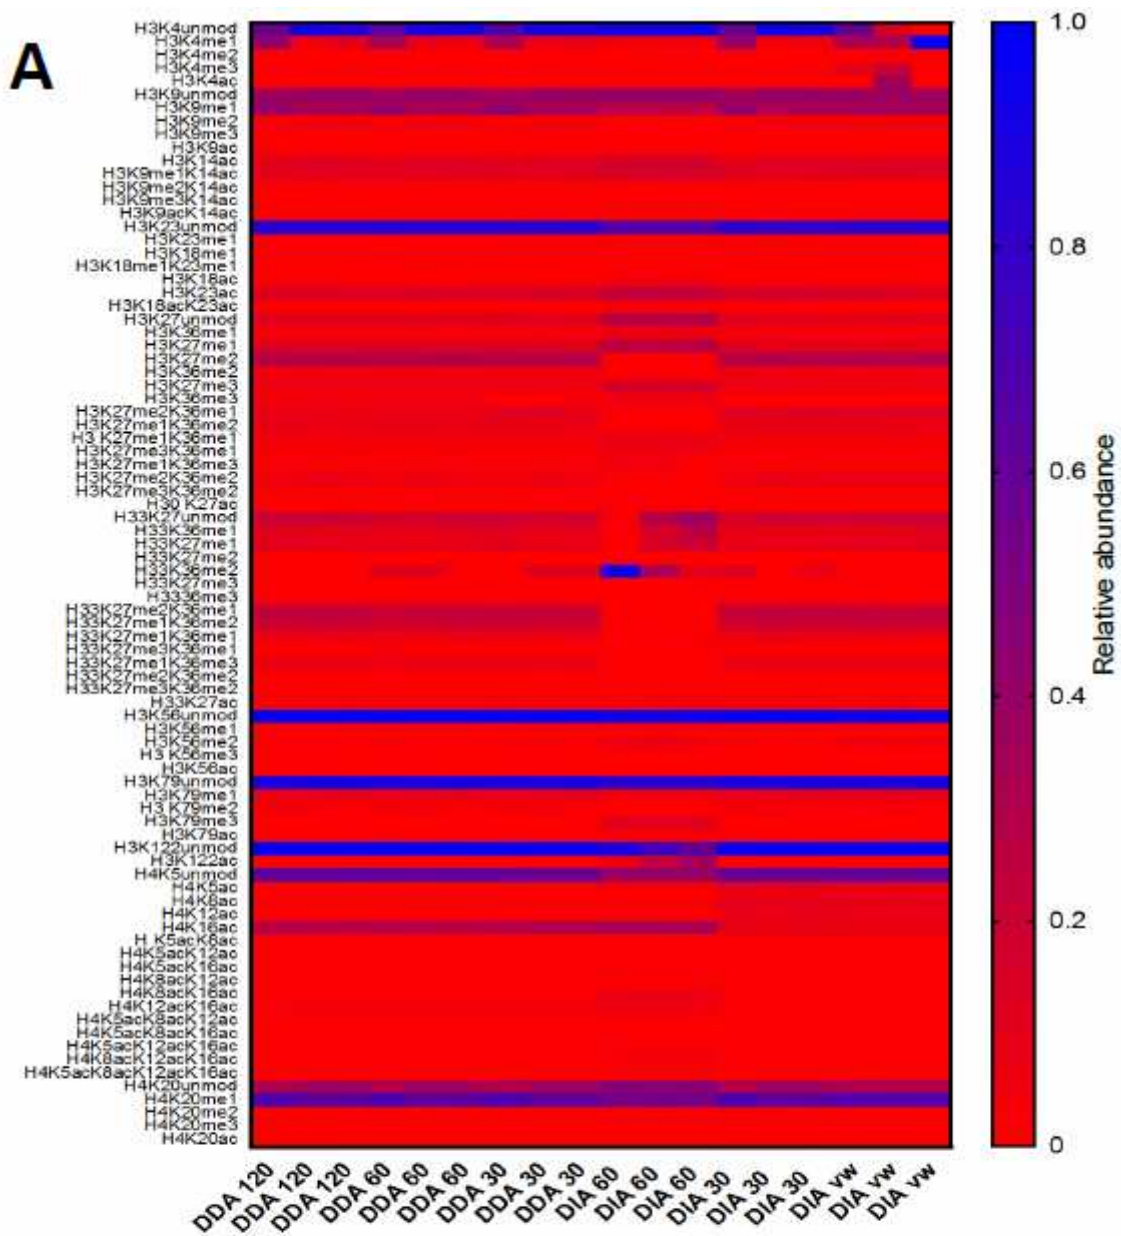 A
H3K4unmod
H3K4me1
H3K4me2
H3K4me3
H3K4ac
H3K9unmod
H3K9me1
H3K9me2
H3K9me3
H3K9ac
H3K14ac
H3K9me1K14ac
H3K9me2K14ac
H3K9me3K14ac
H3K9acK14ac
H3K23unmod
H3K23me1
H3K18me1
H3K18me1K23me1
H3K18ac
H3K23ac
H3K18acK23ac
H3K27unmod
H3K36me1
H3K27me1
H3K27me2
H3K36me2
H3K27me3
H3K36me3
H3K27me2K36me1
H3K27me1K36me2
H3 K27me1K36me1
H3K27me3K36me1
H3K27me1K36me3
H3K27me2K36me2
H3K27me3K36me2
H30 K27ac
H33K27unmod
H33K36me1
H33K27me1
H33K27me2
H33K36me2
H33K27me3
H3336me3
H33K27me2K36me1
H33K27me1K36me2
H33K27me1K36me1
H33K27me3K36me1
H33K27me1K36me3
H33K27me2K36me2
H33K27me3K36me2
H33K27ac
H3K56unmod
H3K56me1
H3K56me2
H3 K56me3
H3K56ac
H3K79unmod
H3K79me1
H3 K79me2
H3K79me3
H3K79ac
H3K122unmod
H3K122ac
H4K5unmod
H4K5ac
H4K8ac
H4K12ac
H4K16ac
H K5acK8ac
H4K5acK12ac
H4K5acK16ac
H4K8acK12ac
H4K8acK16ac
H4K12acK16ac
H4K5acK8acK12ac
H4K5acK8acK16ac
H4K5acK12acK16ac
H4K8acK12acK16ac
H4K5acK8acK12acK16ac
H4K20unmod
H4K20me1
H4K20me2
H4K20me3
H4K20ac
DDA 120
DDA 120
DDA 120
DDA 60
DDA 60
DDA 60
DDA 30
DDA 30
DDA 30
DIA 60
DIA 60
DIA 60
DIA 30
DIA 30
DIA 30
DIA vw
DIA vw
DIA vw
1.0
0.8
0.6
0.4
0.2
0
Relative abundance